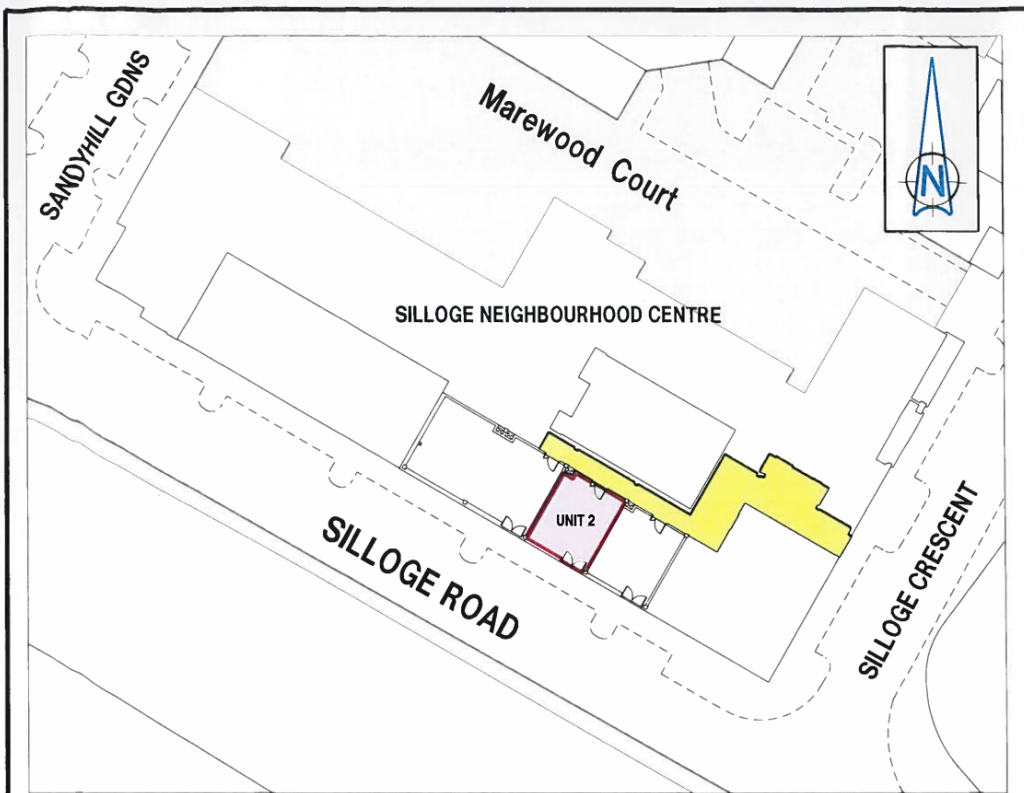 SANDYHILL GDNS
Marewood Court
N
SILLOGE NEIGHBOURHOOD CENTRE
UNIT 2
SILLOGE ROAD
SILLOGE CRESCENT